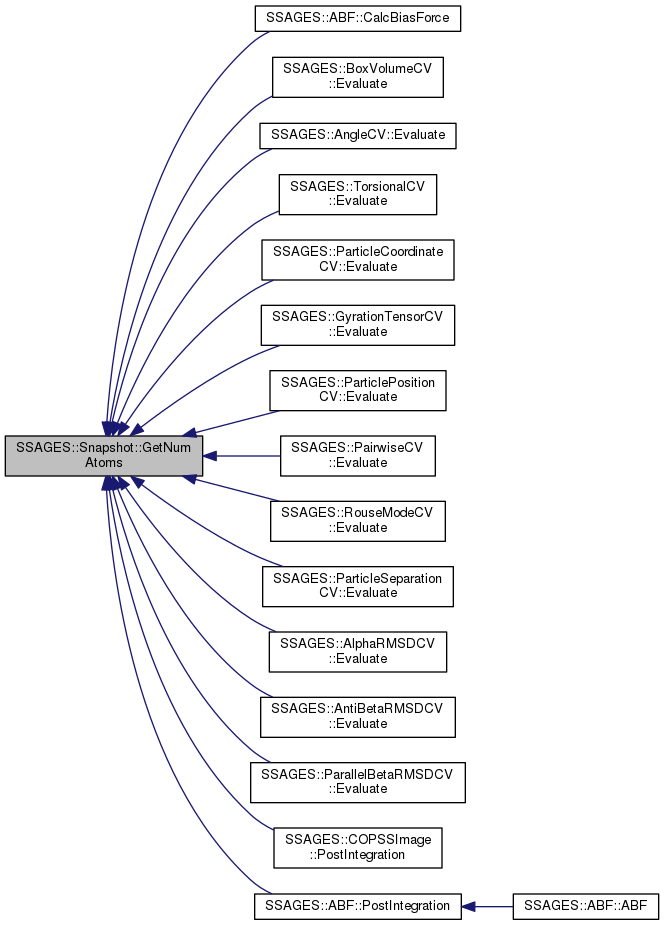 SSAGES::ABF::CalcBiasForce
SSAGES::BoxVolumeCV
::Evaluate
SSAGES::AngleCV::Evaluate
SSAGES::TorsionalCV
::Evaluate
SSAGES::ParticleCoordinate
CV::Evaluate
SSAGES::GyrationTensorCV
::Evaluate
SSAGES::ParticlePosition
CV::Evaluate
SSAGES::Snapshot::GetNum
Atoms
SSAGES::PairwiseCV
::Evaluate
SSAGES::RouseModeCV
::Evaluate
SSAGES::ParticleSeparation
CV::Evaluate
SSAGES::AlphaRMSDCV
::Evaluate
SSAGES::AntiBetaRMSDCV
::Evaluate
SSAGES::ParallelBetaRMSDCV
::Evaluate
SSAGES::COPSSImage
::PostIntegration
SSAGES::ABF::PostIntegration
SSAGES::ABF::ABF